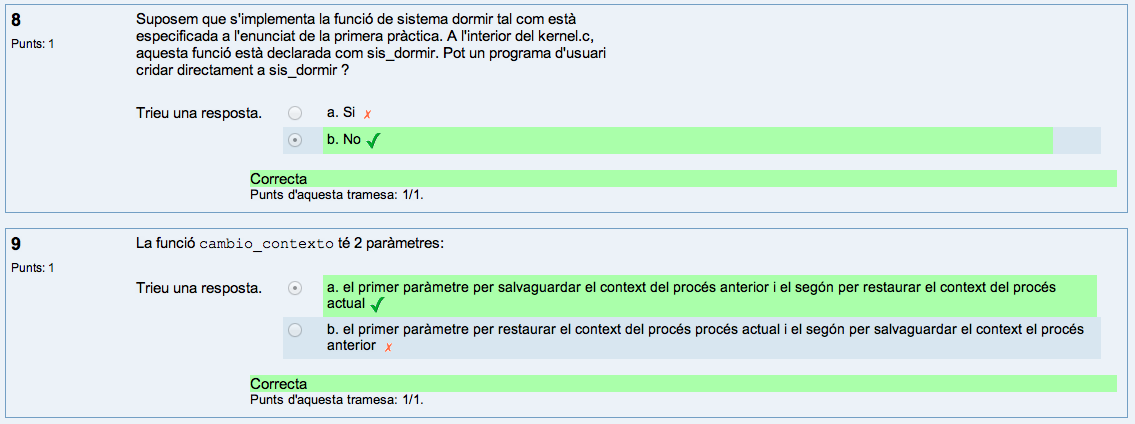 8
Punts: 1
Suposem que s'implementa la funció de sistema dormir tal com està
especificada a l'enunciat de la primera pràctica. A l'interior del kernel.c,
aquesta funció està declarada com sis_dormir. Pot un programa d'usuari
cridar directament a sis_dormir ?
Trieu una resposta.
a. Si
b. No
Correcta
Punts d'aquesta tramesa: 1/1.
9
Punts: 1
La funció cambio_contexto té 2 paràmetres:
Trieu una resposta.
a. el primer paràmetre per salvaguardar el context del procés anterior i el segón per restaurar el context del procés
actual
b. el primer paràmetre per restaurar el context del procés procés actual i el segón per salvaguardar el context el procés
anterior
Correcta
Punts d'aquesta tramesa: 1/1.